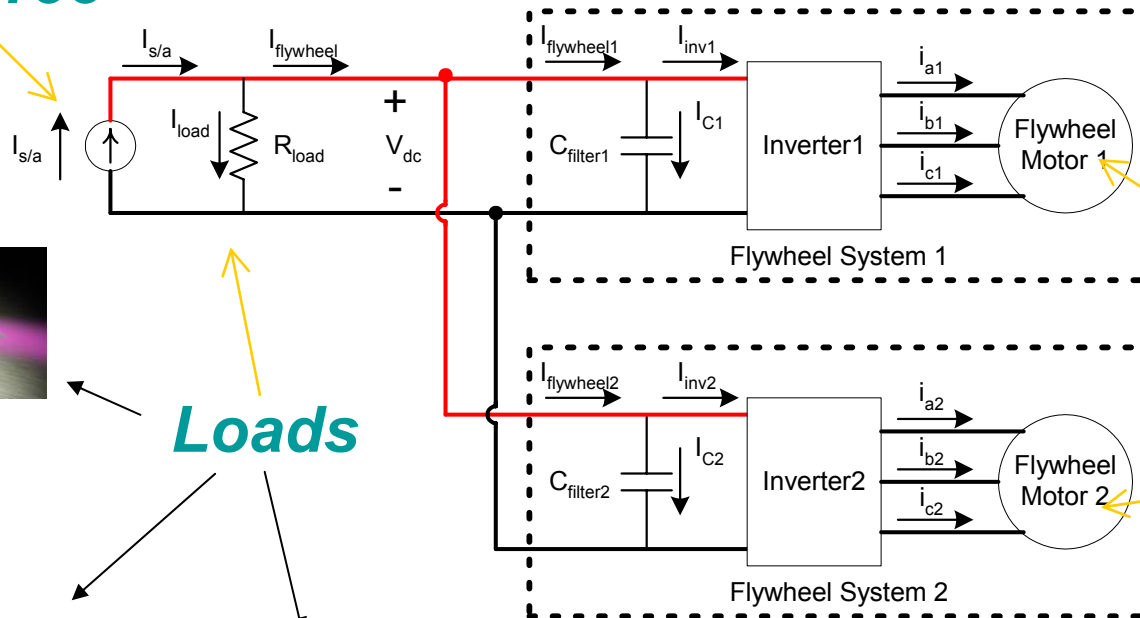 I_s/a
I_flywheel
I_s/a
I_load
R_load
+
V_dc
-
I_flywheel1
I_inv1
I_C1
C_filter1
Inverter1
i_a1
i_b1
i_c1
Flywheel
Motor 1
Flywheel System 1
Loads
I_flywheel2
I_inv2
I_C2
C_filter2
Inverter2
i_a2
i_b2
i_c2
Flywheel
Motor 2
Flywheel System 2